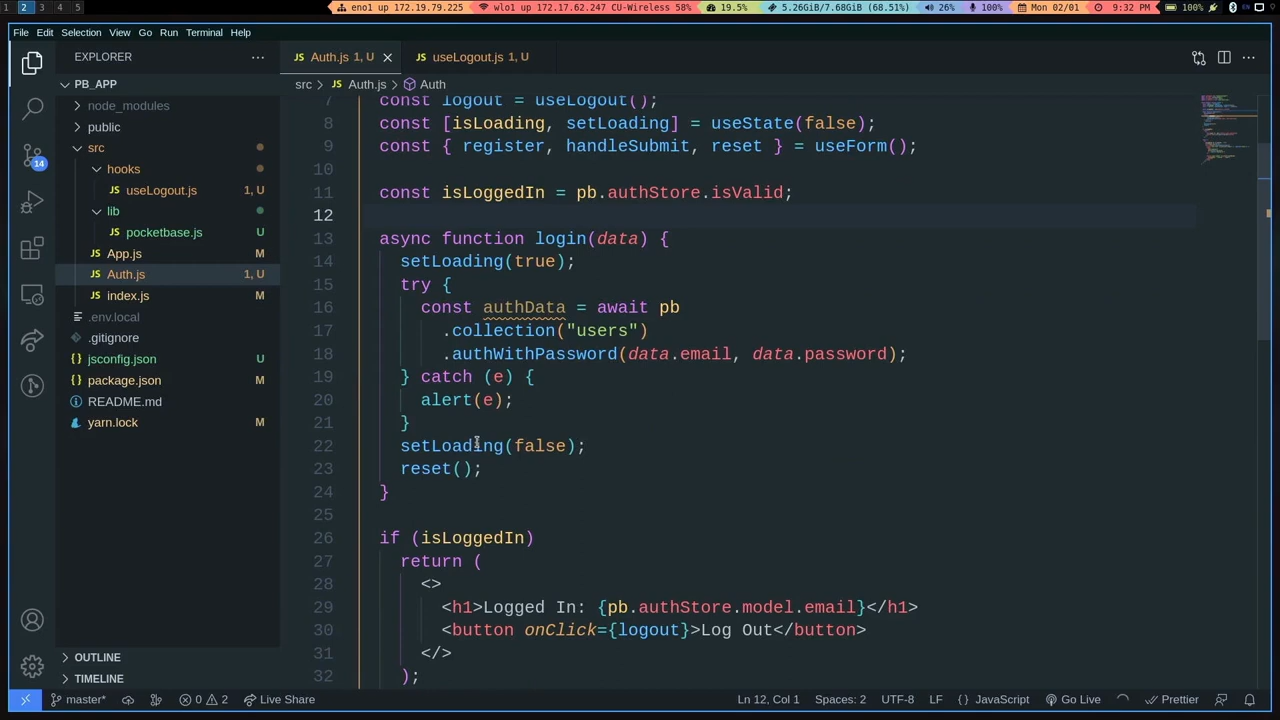 1 2 3 4 5
eno1 up 172.19.79.225 wlo1 up 172.17.62.247 CU-Wireless 58% 19.5% 5.26GiB/7.68GiB (68.51%) 26% 100% Mon 02/01 9:32 PM 100% EN
File Edit Selection View Go Run Terminal Help
EXPLORER
PB_APP
node_modules
public
src
hooks
useLogout.js 1, U
lib
pocketbase.js U
App.js M
Auth.js 1, U
index.js M
.env.local
.gitignore
jsconfig.json U
package.json M
README.md
yarn.lock M
OUTLINE
TIMELINE
14
Auth.js 1, U useLogout.js 1, U
src > Auth.js > Auth
7 const logout = useLogout();
8 const [isLoading, setLoading] = useState(false);
9 const { register, handleSubmit, reset } = useForm();
10
11 const isLoggedIn = pb.authStore.isValid;
12
13 async function login(data) {
14 setLoading(true);
15 try {
16 const authData = await pb
17 .collection("users")
18 .authWithPassword(data.email, data.password);
19 } catch (e) {
20 alert(e);
21 }
22 setLoading(false);
23 reset();
24 }
25
26 if (isLoggedIn)
27 return (
28 <>
29 <h1>Logged In: {pb.authStore.model.email}</h1>
30 <button onClick={logout}>Log Out</button>
31 </>
32 );
master* 0 2 Live Share Ln 12, Col 1 Spaces: 2 UTF-8 LF {} JavaScript Go Live Prettier